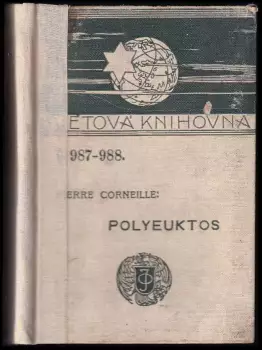 ĚTOVÁ KNIHOVNA
987-988.
ERRE CORNEILLE:
POLYEUKTOS